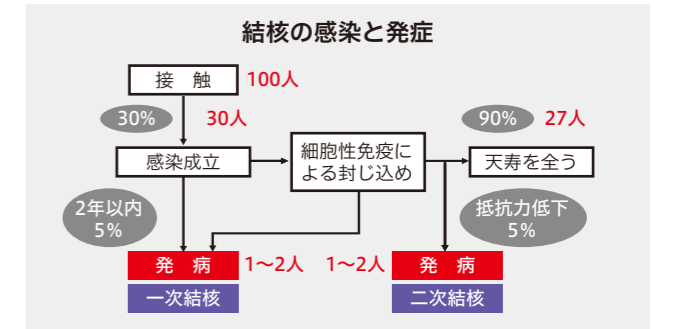 結核の感染と発症
接 触
100人
30%
30人
90%
27人
感染成立
細胞性免疫に
よる封じ込め
天寿を全う
2年以内
5%
抵抗力低下
5%
発 病
1～2人
1～2人
発 病
一次結核
二次結核